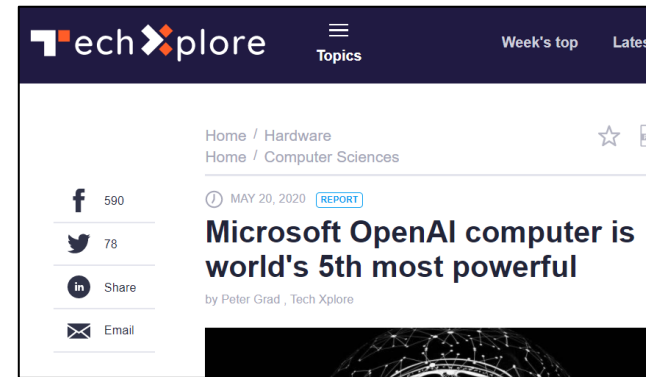 TechXplore
Topics
Week's top
Home / Hardware
Home / Computer Sciences
MAY 20, 2020 REPORT
Microsoft OpenAI computer is
world's 5th most powerful
by Peter Grad , Tech Xplore
590
78
Share
Email